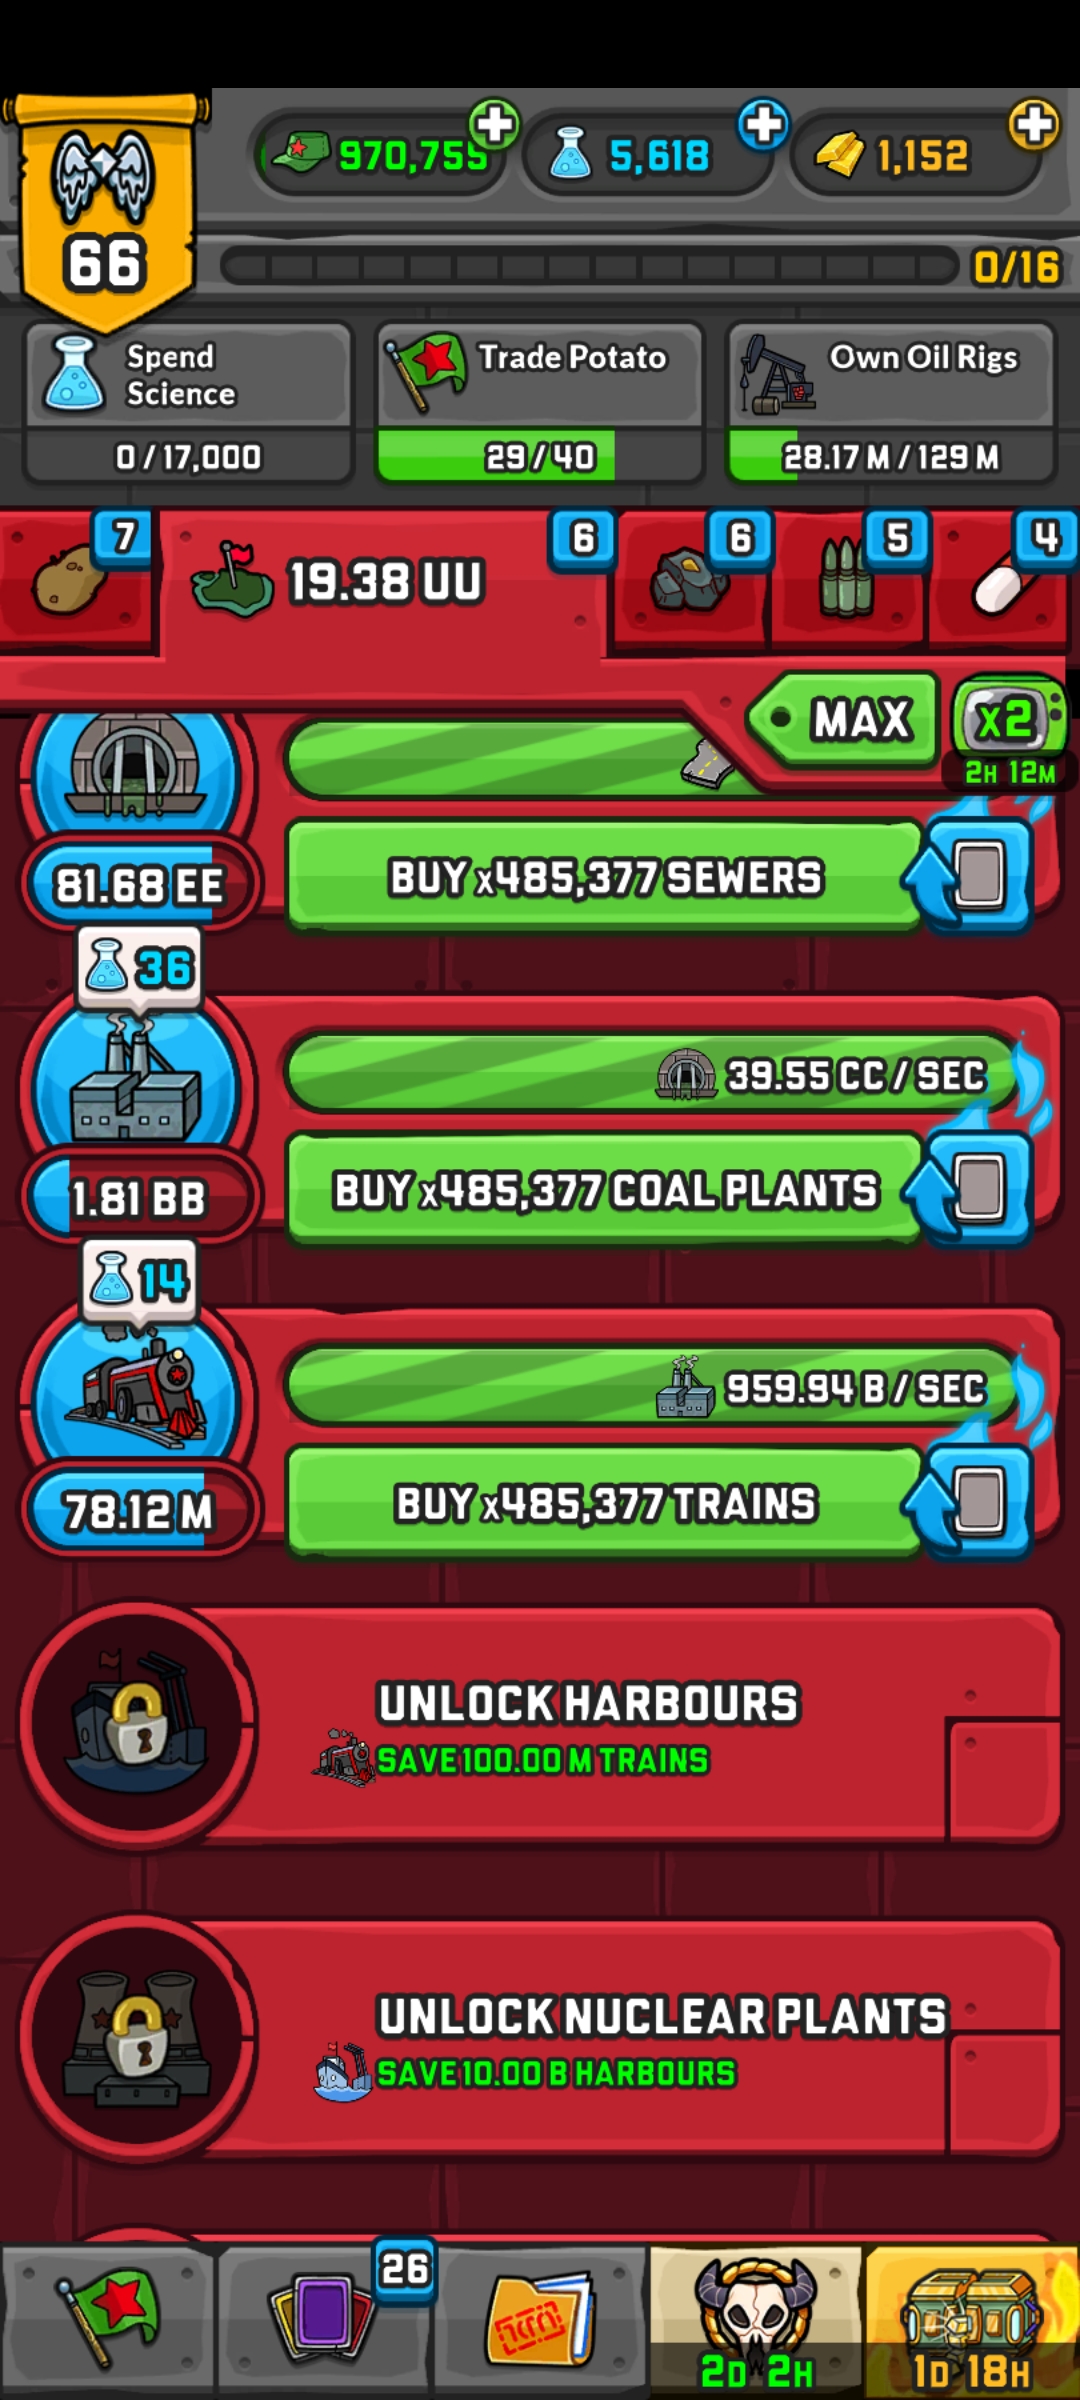 970,755
5,618
1,152
66
0/16
Spend
Science
0 / 17,000
Trade Potato
29 / 40
Own Oil Rigs
28.17 M / 129 M
7
19.38 UU
6
6
5
4
MAX
x2
2H 12M
81.68 EE
BUY x485,377 SEWERS
36
39.55 CC / SEC
1.81 BB
BUY x485,377 COAL PLANTS
14
959.94 B / SEC
78.12 M
BUY x485,377 TRAINS
UNLOCK HARBOURS
SAVE 100.00 M TRAINS
UNLOCK NUCLEAR PLANTS
SAVE 10.00 B HARBOURS
26
2D 2H
1D 18H